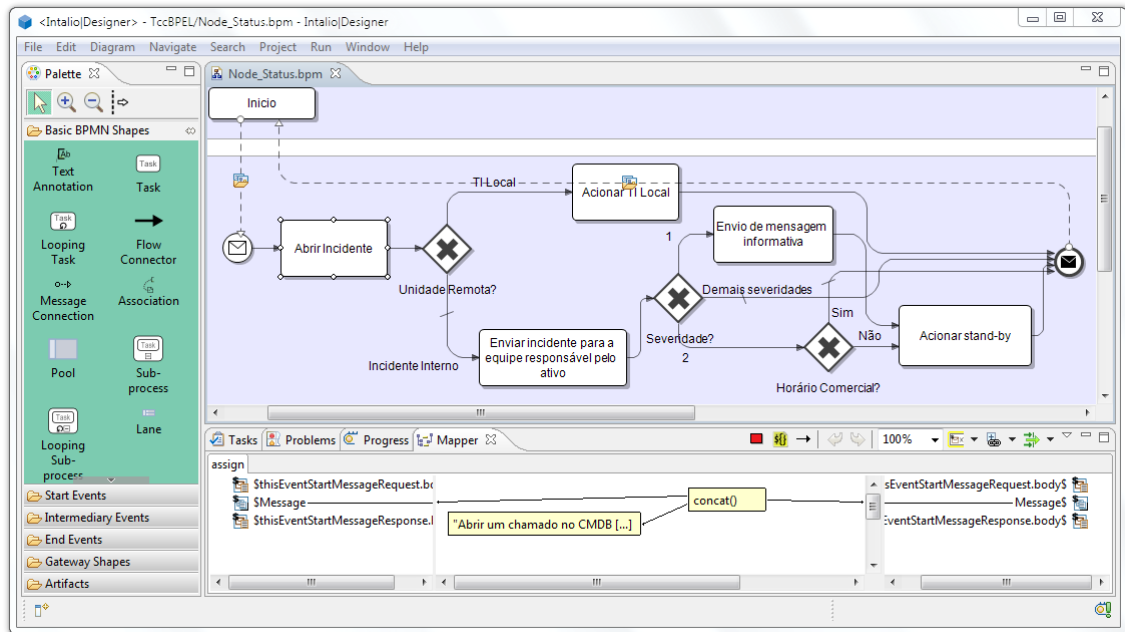 <Intalio|Designer> - TccBPEL/Node_Status.bpm - Intalio|Designer
File Edit Diagram Navigate Search Project Run Window Help
Palette
Basic BPMN Shapes
Text
Annotation
Task
Task
Task
Looping
Task
Flow
Connector
Message
Connection
Association
Pool
Task
Sub-
process
Task
Looping
Sub-
process
Lane
Start Events
Intermediary Events
End Events
Gateway Shapes
Artifacts
Node_Status.bpm
Inicio
TI Local
Acionar TI Local
Abrir Incidente
Unidade Remota?
1
Envio de mensagem
informativa
Demais severidades
Sim
Severidade?
2
Não
Acionar stand-by
Horário Comercial?
Incidente Interno
Enviar incidente para a
equipe responsável pelo
ativo
Tasks Problems Progress Mapper
100%
assign
$thisEventStartMessageRequest.bo
$Message
$thisEventStartMessageResponse.l
concat()
"Abrir um chamado no CMDB [...]
sEventStartMessageRequest.body$
Message$
EventStartMessageResponse.body$